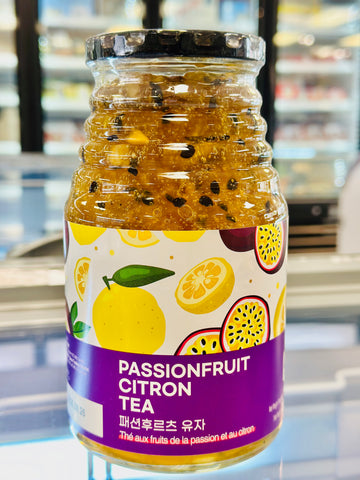 PASSIONFRUIT
CITRON
TEA
패션후르츠 유자
Thé aux fruits de la passion et au citron